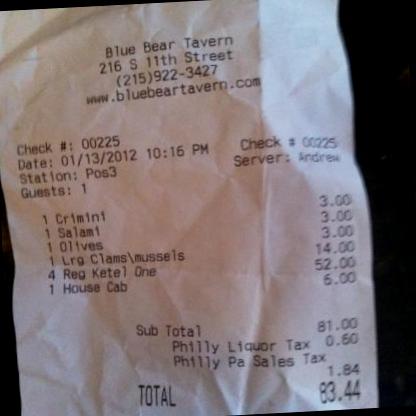 Blue Bear Tavern
216 S 11th Street
(215)922-3427
www.bluebeartavern.com
Check #: 00225 Check # 00225
Date: 01/13/2012 10:16 PM Server: Andrew
Station: Pos3
Guests: 1
1 Crimini 3.00
1 Salami 3.00
1 Olives 3.00
1 Lrg Clams\mussels 14.00
4 Reg Ketel One 52.00
1 House Cab 6.00
Sub Total 81.00
Philly Liquor Tax 0.60
Philly Pa Sales Tax
1.84
TOTAL 83.44